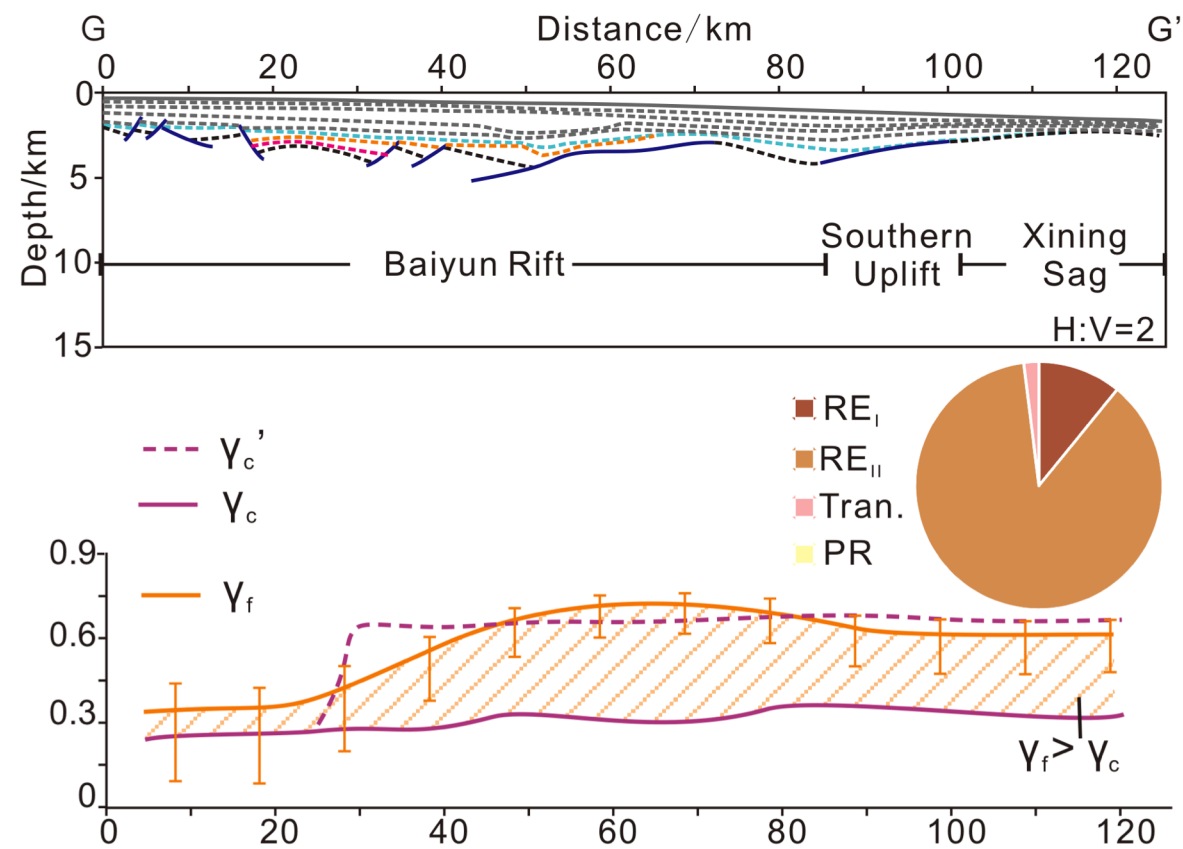 G Distance/km G’
0 20 40 60 80 100 120
0
5
10
15
Depth/km
Baiyun Rift
Southern
Uplift
Xining
Sag
H:V=2
γc’
γc
γf
REI
REII
Tran.
PR
0.9
0.6
0.3
0
γf> γc
0 20 40 60 80 100 120